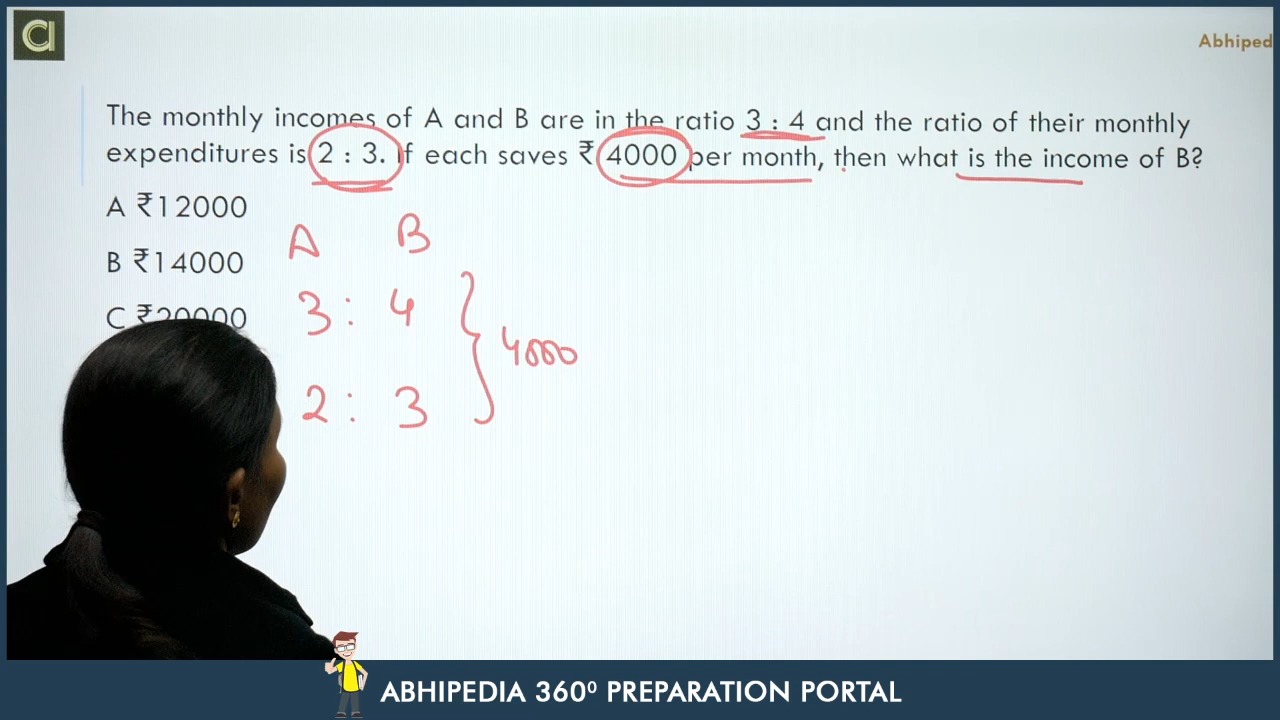 Abhiped
The monthly incomes of A and B are in the ratio 3 : 4 and the ratio of their monthly
expenditures is 2 : 3. If each saves ₹ 4000 per month, then what is the income of B?
A ₹12000
B ₹14000
C ₹20000
A B
3 : 4
4000
2 : 3
ABHIPEDIA 360⁰ PREPARATION PORTAL